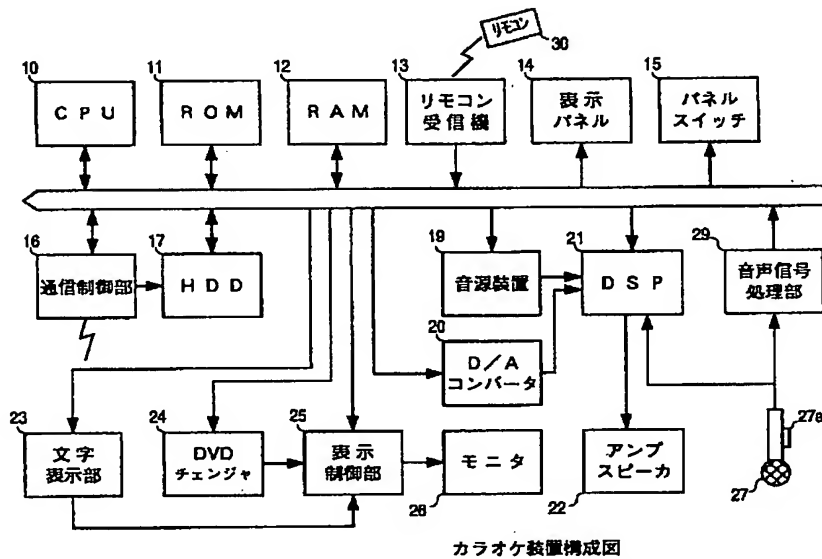 リモコン
30
10
11
12
13
14
15
CPU
ROM
RAM
リモコン
受信機
表示
パネル
パネル
スイッチ
16
17
19
21
29
通信制御部
HDD
音源装置
DSP
音声信号
処理部
20
D/A
コンバータ
23
24
25
27a
文字
表示部
DVD
チェンジャ
表示
制御部
モニタ
アンプ
スピーカ
26
22
27
カラオケ装置構成図